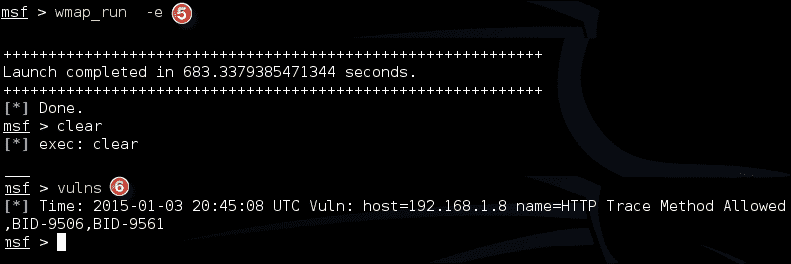 msf > wmap_run -e 5
++++++++++++++++++++++++++++++++++++++++++++++++++++++++++++
Launch completed in 683.3379385471344 seconds.
++++++++++++++++++++++++++++++++++++++++++++++++++++++++++++
[*] Done.
msf > clear
[*] exec: clear
msf > vulns 6
[*] Time: 2015-01-03 20:45:08 UTC Vuln: host=192.168.1.8 name=HTTP Trace Method Allowed
,BID-9506,BID-9561
msf >